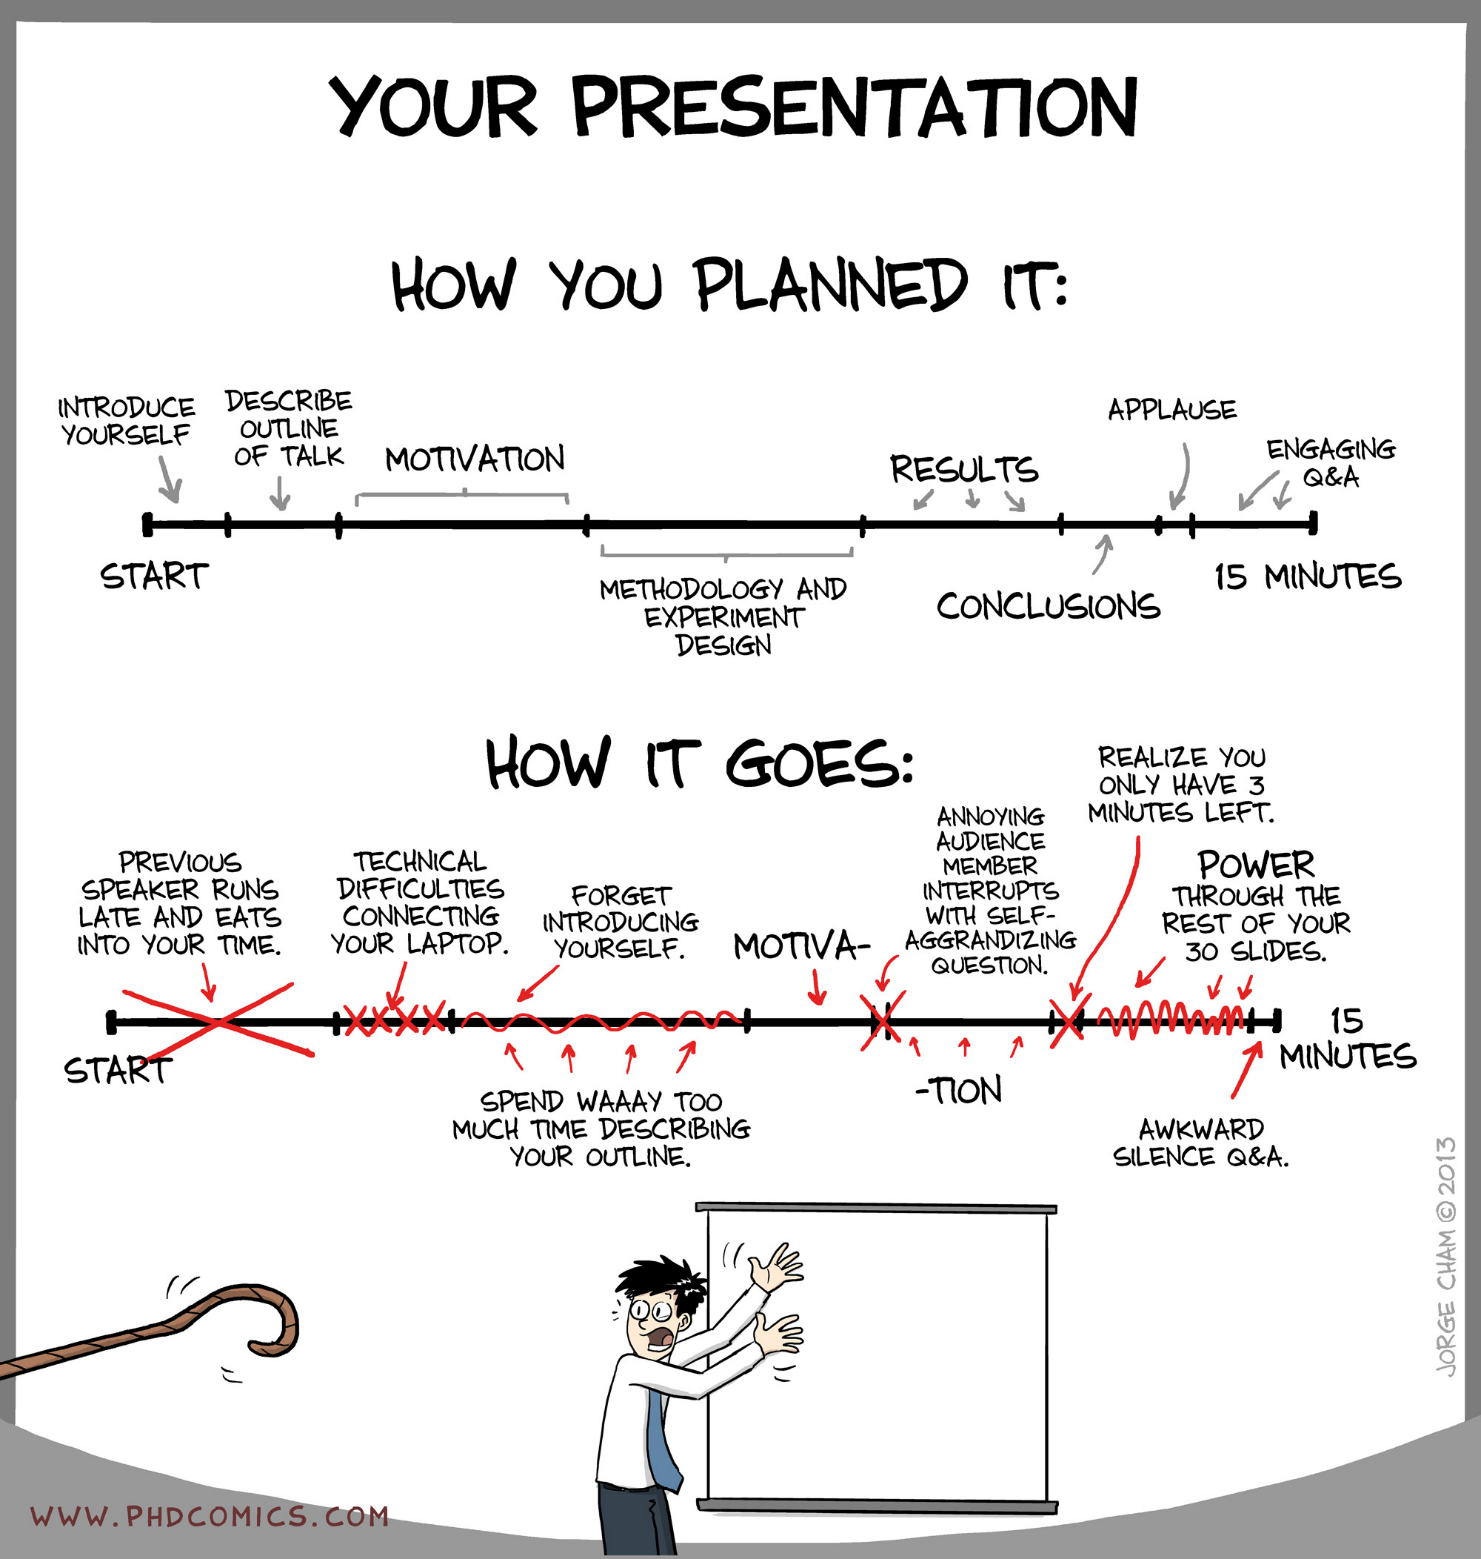 YOUR PRESENTATION
HOW YOU PLANNED IT:
INTRODUCE
YOURSELF
DESCRIBE
OUTLINE
OF TALK
MOTIVATION
METHODOLOGY AND
EXPERIMENT
DESIGN
RESULTS
CONCLUSIONS
APPLAUSE
ENGAGING
Q&A
START
15 MINUTES
HOW IT GOES:
PREVIOUS
SPEAKER RUNS
LATE AND EATS
INTO YOUR TIME.
TECHNICAL
DIFFICULTIES
CONNECTING
YOUR LAPTOP.
FORGET
INTRODUCING
YOURSELF.
SPEND WAAAY TOO
MUCH TIME DESCRIBING
YOUR OUTLINE.
MOTIVA-
ANNOYING
AUDIENCE
MEMBER
INTERRUPTS
WITH SELF-
AGGRANDIZING
QUESTION.
-TION
REALIZE YOU
ONLY HAVE 3
MINUTES LEFT.
POWER
THROUGH THE
REST OF YOUR
30 SLIDES.
AWKWARD
SILENCE Q&A.
START
15
MINUTES
JORGE CHAM © 2013
WWW.PHDCOMICS.COM